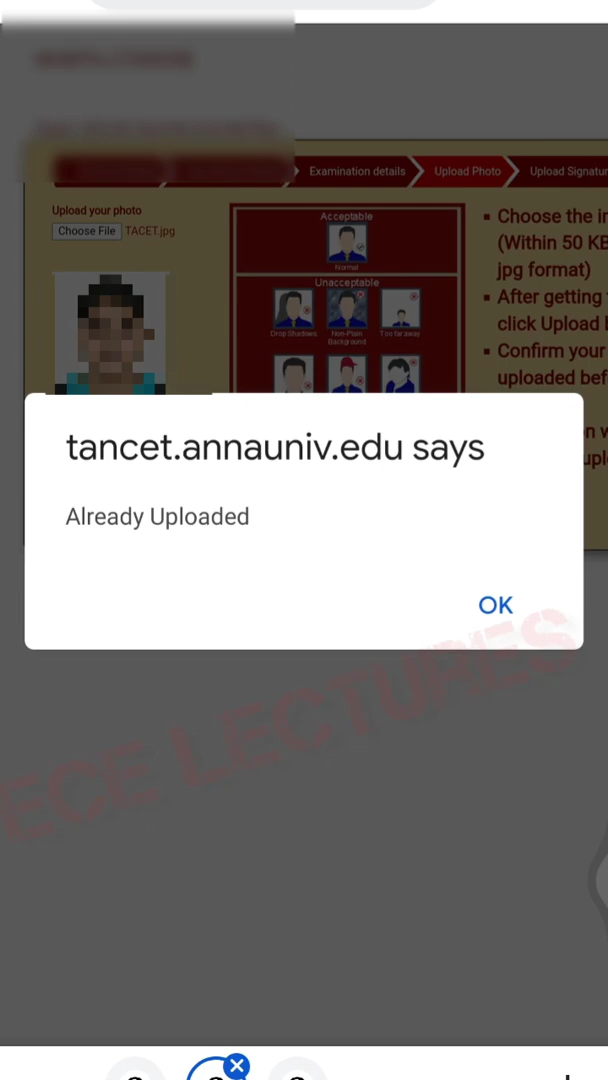 Examination details
Upload Photo
Upload Signatur
Upload your photo
Choose File TACET.jpg
Acceptable
Normal
Unacceptable
Drop Shadows
Non-Plain
Background
Too far away
Choose the i
(Within 50 KB
jpg format)
After getting
click Upload
Confirm your
uploaded bef
tancet.annauniv.edu says
Already Uploaded
OK
ECE LECTURES